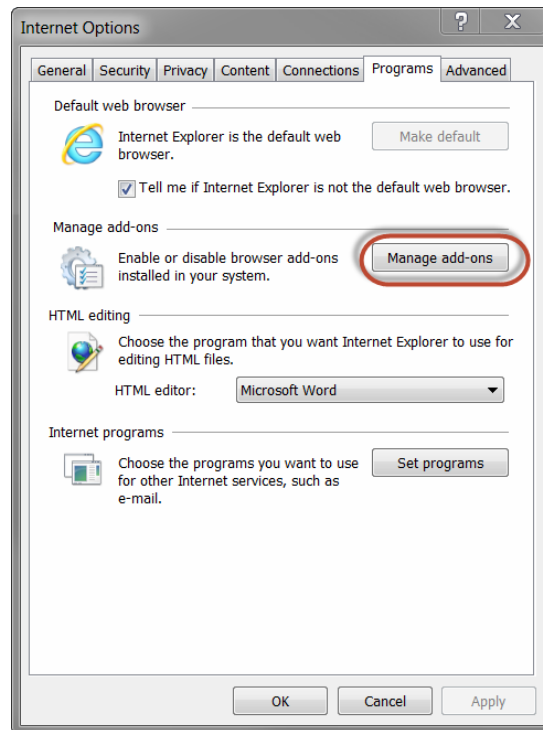 Internet Options
General Security Privacy Content Connections Programs Advanced
Default web browser
Internet Explorer is the default web
browser.
Make default
Tell me if Internet Explorer is not the default web browser.
Manage add-ons
Enable or disable browser add-ons
installed in your system.
Manage add-ons
HTML editing
Choose the program that you want Internet Explorer to use for
editing HTML files.
HTML editor: Microsoft Word
Internet programs
Choose the programs you want to use
for other Internet services, such as
e-mail.
Set programs
OK Cancel Apply